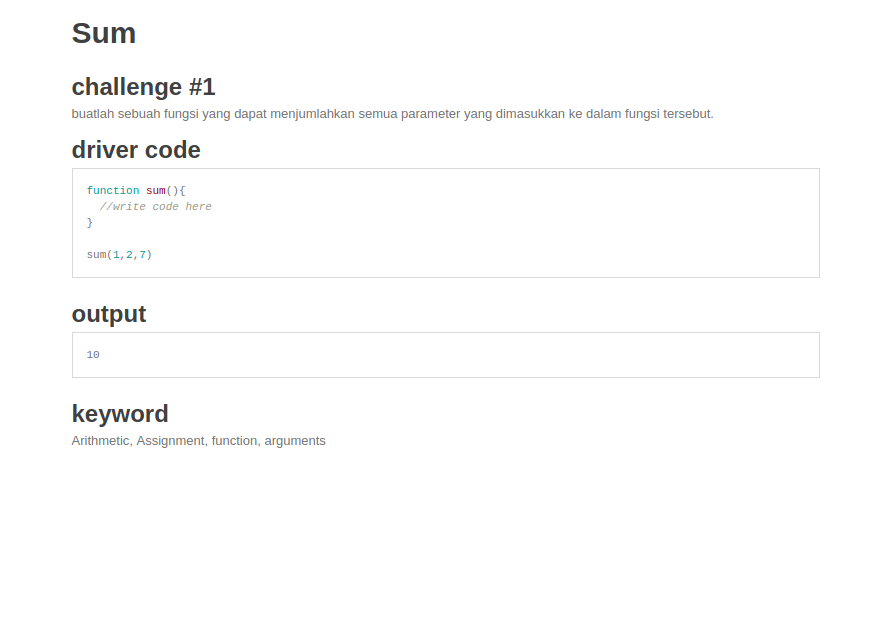 Sum
challenge #1
buatlah sebuah fungsi yang dapat menjumlahkan semua parameter yang dimasukkan ke dalam fungsi tersebut.
driver code
function sum(){
  //write code here
}
sum(1,2,7)
output
10
keyword
Arithmetic, Assignment, function, arguments